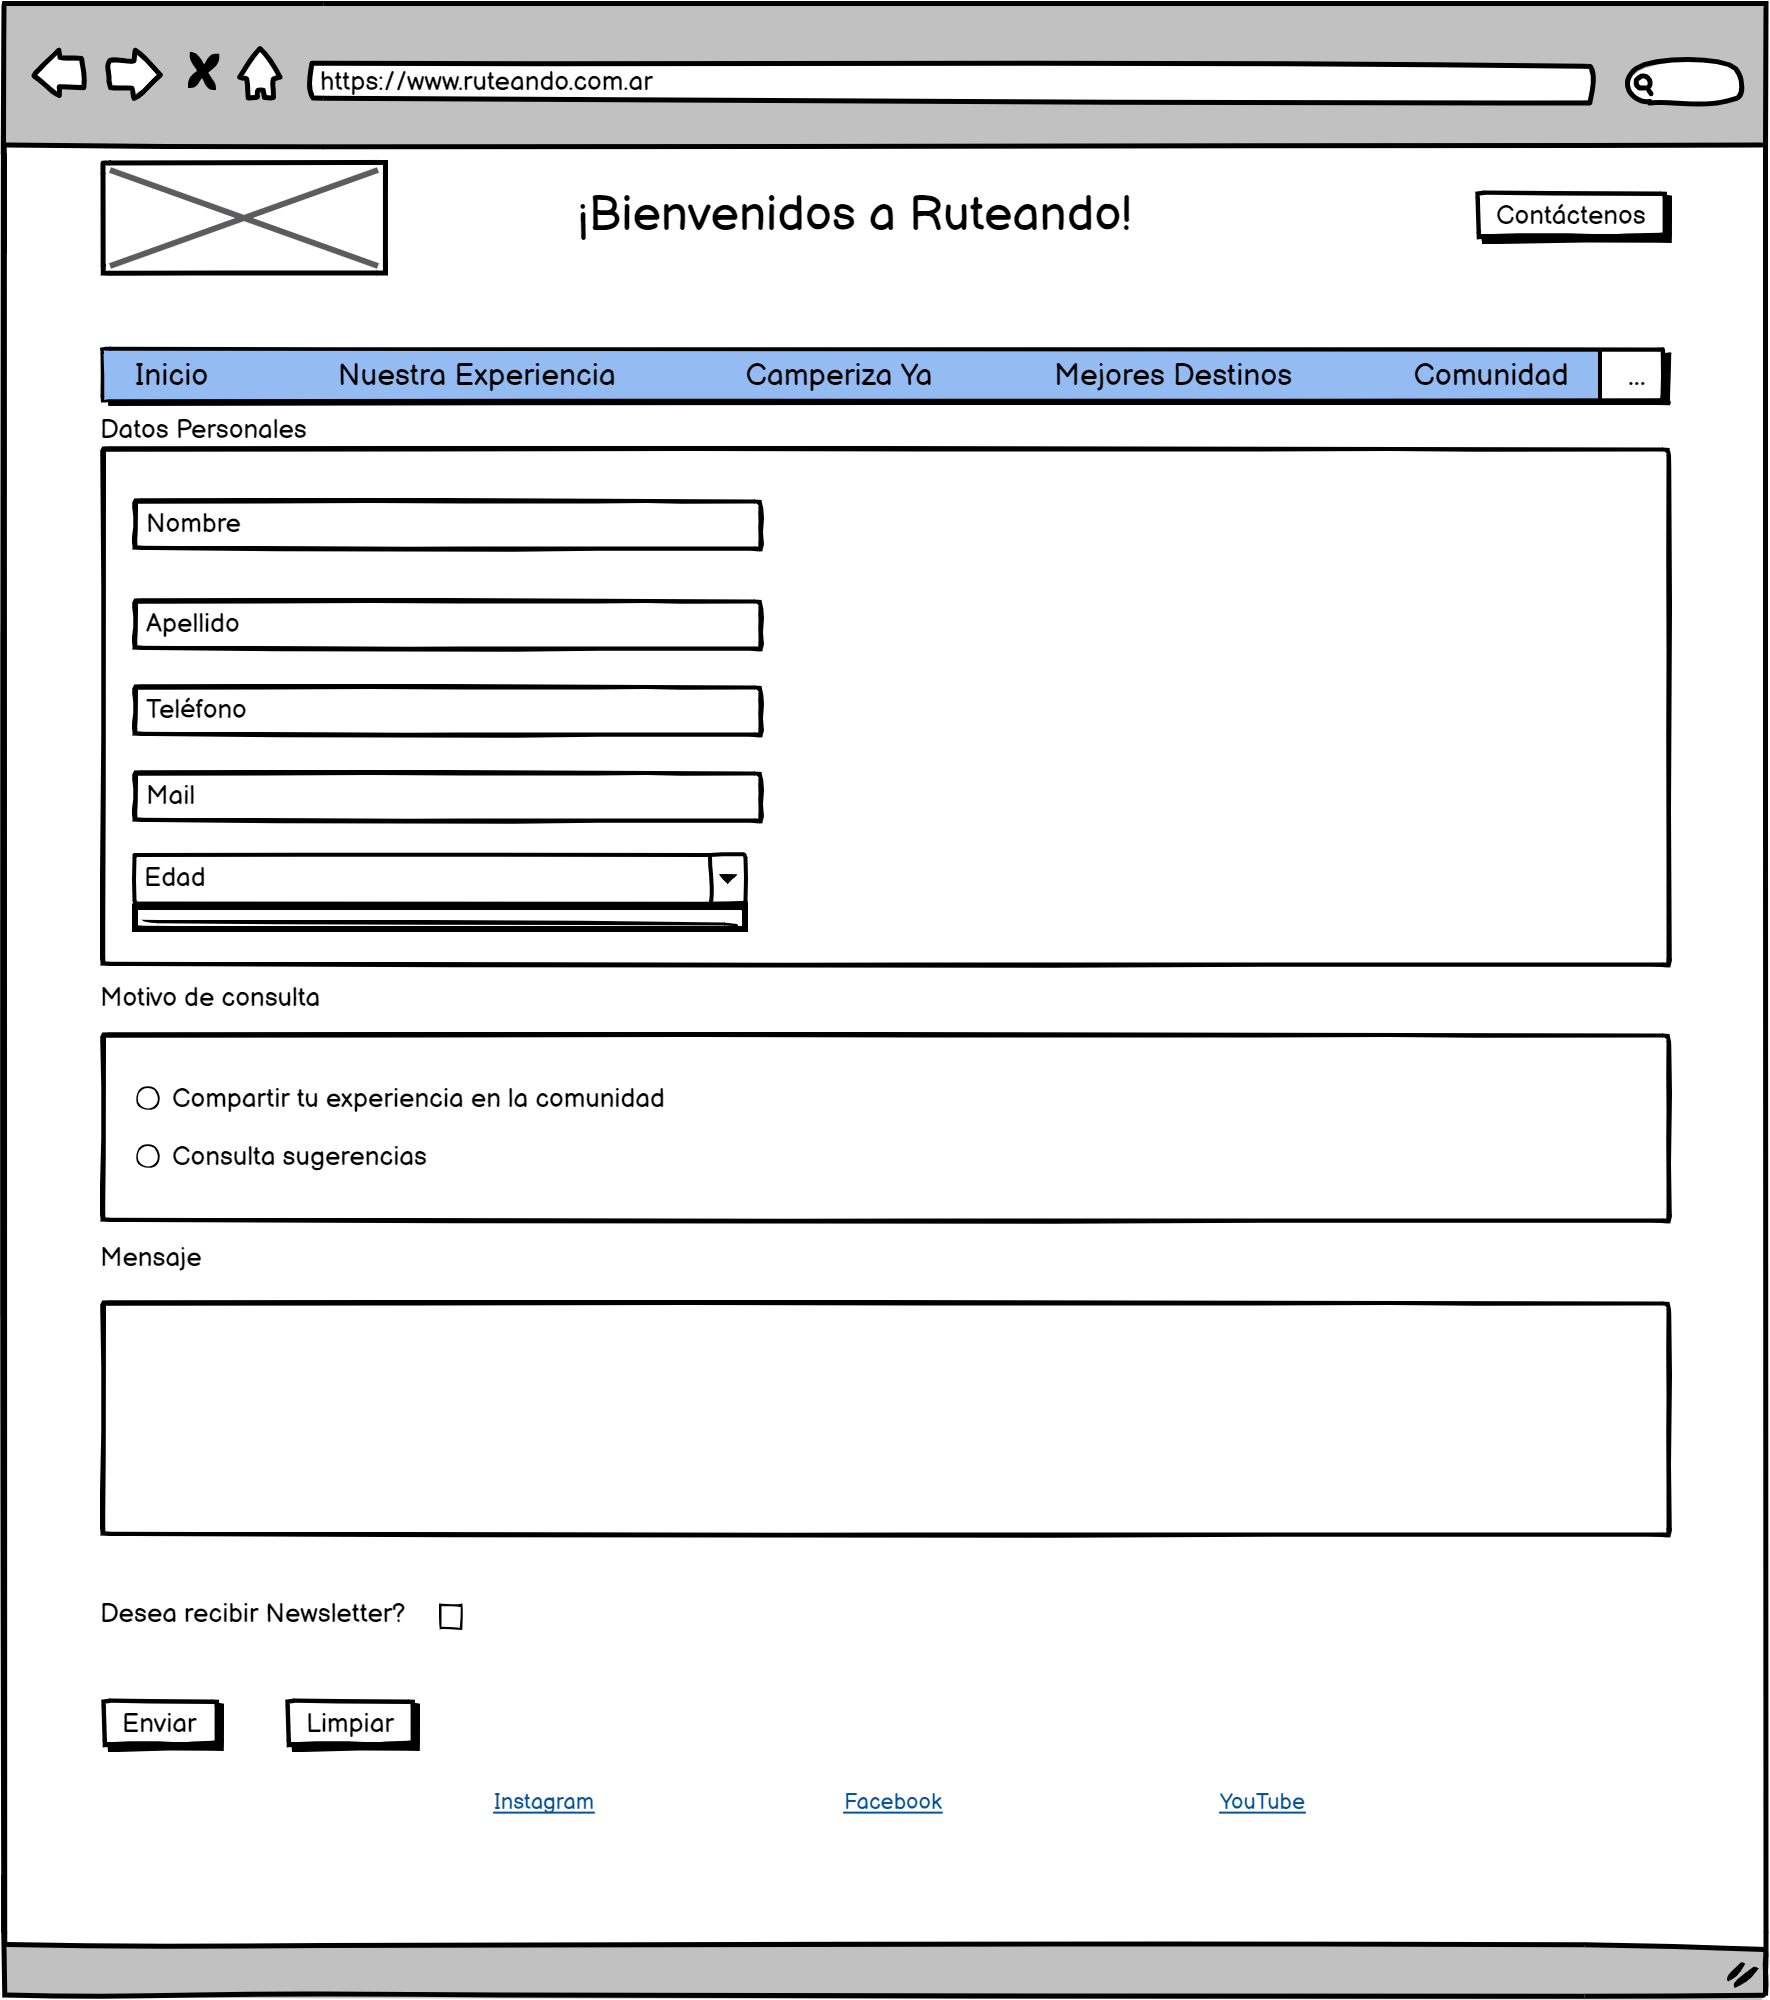 https://www.ruteando.com.ar
¡Bienvenidos a Ruteando!
Contáctenos
Inicio Nuestra Experiencia Camperiza Ya Mejores Destinos Comunidad ...
Datos Personales
Nombre
Apellido
Teléfono
Mail
Edad
Motivo de consulta
Compartir tu experiencia en la comunidad
Consulta sugerencias
Mensaje
Desea recibir Newsletter?
Enviar Limpiar
Instagram Facebook YouTube